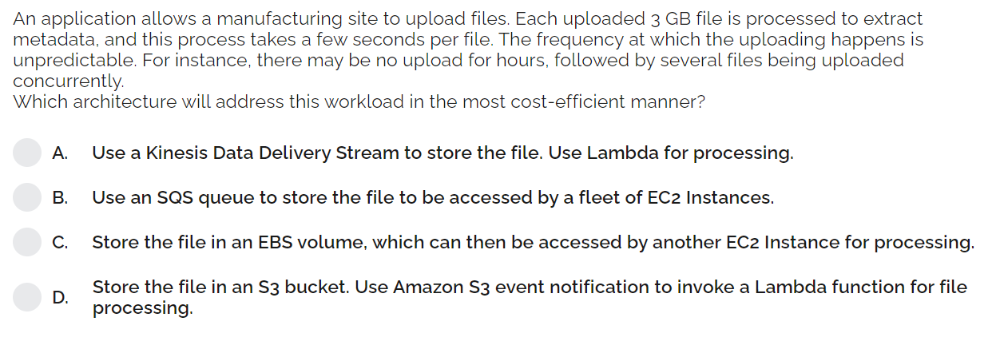 An application allows a manufacturing site to upload files. Each uploaded 3 GB file is processed to extract
metadata, and this process takes a few seconds per file. The frequency at which the uploading happens is
unpredictable. For instance, there may be no upload for hours, followed by several files being uploaded
concurrently.
Which architecture will address this workload in the most cost-efficient manner?
A. Use a Kinesis Data Delivery Stream to store the file. Use Lambda for processing.
B. Use an SQS queue to store the file to be accessed by a fleet of EC2 Instances.
C. Store the file in an EBS volume, which can then be accessed by another EC2 Instance for processing.
D. Store the file in an S3 bucket. Use Amazon S3 event notification to invoke a Lambda function for file
processing.